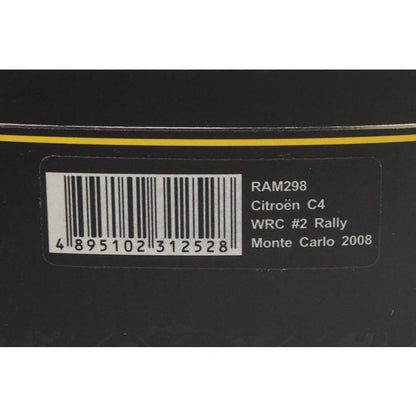 RAM298
Citroën C4
WRC #2 Rally
Monte Carlo 2008
4 895102 312528